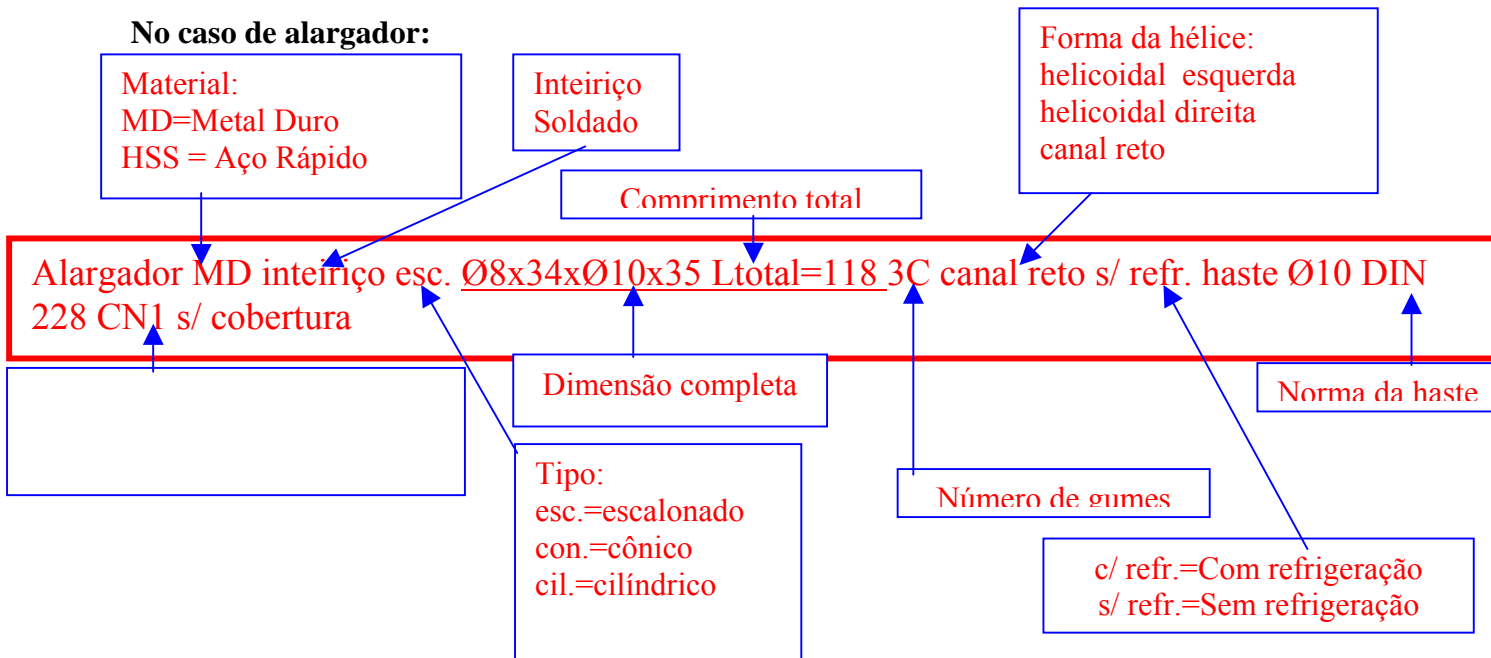 No caso de alargador:
Material:
MD=Metal Duro
HSS = Aço Rápido
Inteiriço
Soldado
Forma da hélice:
helicoidal esquerda
helicoidal direita
canal reto
Comprimento total
Alargador MD inteiriço esc. Ø8x34xØ10x35 Ltotal=118 3C canal reto s/ refr. haste Ø10 DIN
228 CN1 s/ cobertura
Dimensão completa
Norma da haste
Tipo:
esc.=escalonado
con.=cônico
cil.=cilíndrico
Número de gumes
c/ refr.=Com refrigeração
s/ refr.=Sem refrigeração